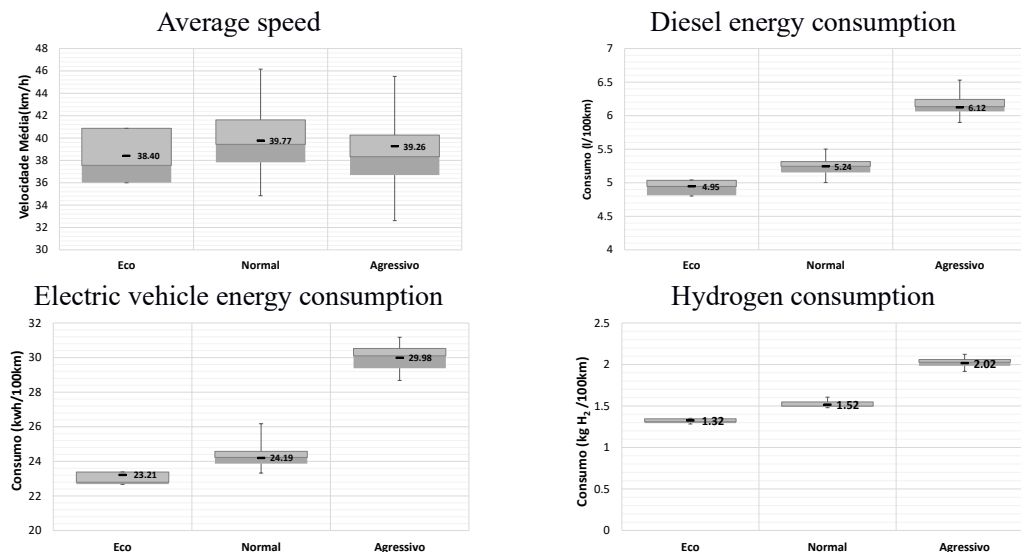 Average speed
Velocidade Média(km/h)
48
46
44
42
40
38
36
34
32
30
38.40
39.77
39.26
Eco
Normal
Agressivo
Diesel energy consumption
Consumo (l/100km)
7
6.5
6
5.5
5
4.5
4
4.95
5.24
6.12
Eco
Normal
Agressivo
Electric vehicle energy consumption
Consumo (kwh/100km)
32
30
28
26
24
22
20
23.21
24.19
29.98
Eco
Normal
Agressivo
Hydrogen consumption
Consumo (kg H2 /100km)
2.5
2
1.5
1
0.5
0
1.32
1.52
2.02
Eco
Normal
Agressivo